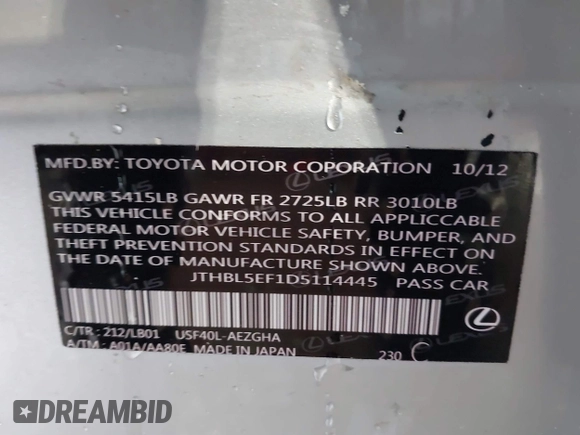 MFD.BY: TOYOTA MOTOR COPORATION 10/12
GVWR 5415LB GAWR FR 2725LB RR 3010LB
THIS VEHICLE CONFORMS TO ALL APPLICCABLE
FEDERAL MOTOR VEHICLE SAFETY, BUMPER, AND
THEFT PREVENTION STANDARDS IN EFFECT ON
THE DATE OF MANUFACTURE SHOWN ABOVE.
JTHBL5EF1D5114445 PASS CAR
C/TR : 212/LB01 USF40L-AEZGHA
A/TM : A01A/AA80E MADE IN JAPAN 230
LEXUS
DREAMBID